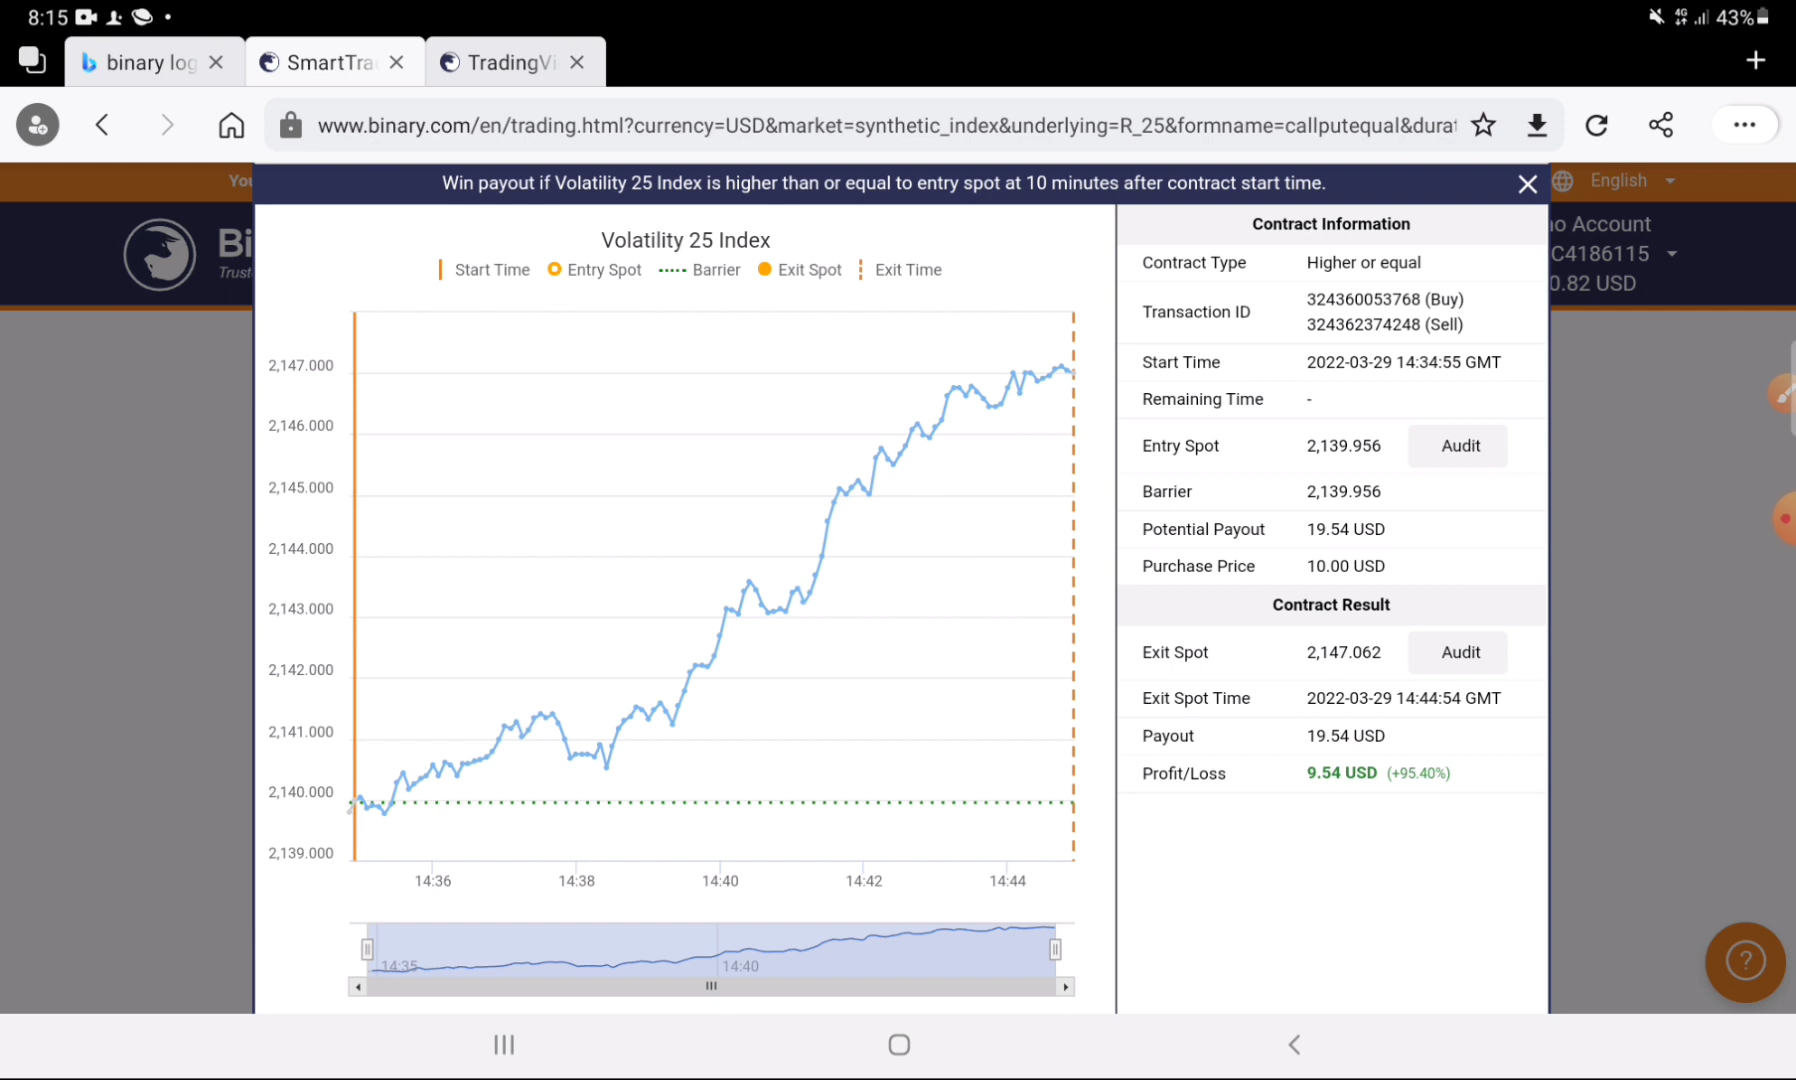 8:15
4G 43%
binary log
SmartTra
TradingVi
www.binary.com/en/trading.html?currency=USD&market=synthetic_index&underlying=R_25&formname=callputequal&durat
You
Win payout if Volatility 25 Index is higher than or equal to entry spot at 10 minutes after contract start time.
English
Bi
Trust
Account
C4186115
0.82 USD
Volatility 25 Index
Start Time Entry Spot Barrier Exit Spot Exit Time
2,147.000
2,146.000
2,145.000
2,144.000
2,143.000
2,142.000
2,141.000
2,140.000
2,139.000
14:36 14:38 14:40 14:42 14:44
14:35 14:40
Contract Information
Contract Type Higher or equal
Transaction ID 324360053768 (Buy)
324362374248 (Sell)
Start Time 2022-03-29 14:34:55 GMT
Remaining Time -
Entry Spot 2,139.956 Audit
Barrier 2,139.956
Potential Payout 19.54 USD
Purchase Price 10.00 USD
Contract Result
Exit Spot 2,147.062 Audit
Exit Spot Time 2022-03-29 14:44:54 GMT
Payout 19.54 USD
Profit/Loss 9.54 USD (+95.40%)